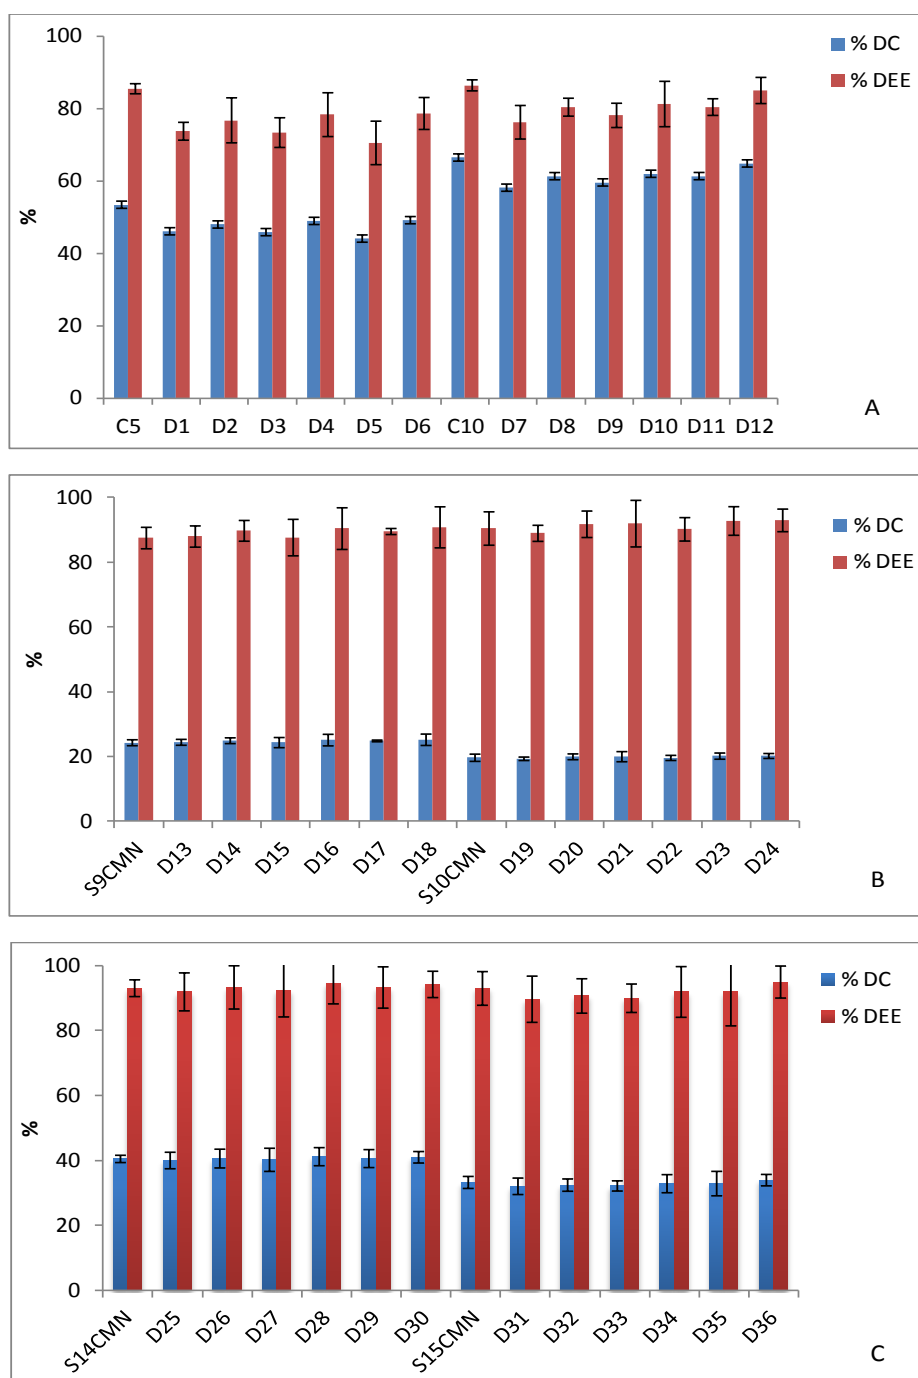 100
80
60
40
20
0
%
% DC
% DEE
C5 D1 D2 D3 D4 D5 D6 C10 D7 D8 D9 D10 D11 D12
A
100
80
60
40
20
0
%
% DC
% DEE
S9CMN D13 D14 D15 D16 D17 D18 S10CMN D19 D20 D21 D22 D23 D24
B
100
80
60
40
20
0
%
% DC
% DEE
S14CMN D25 D26 D27 D28 D29 D30 S15CMN D31 D32 D33 D34 D35 D36
C